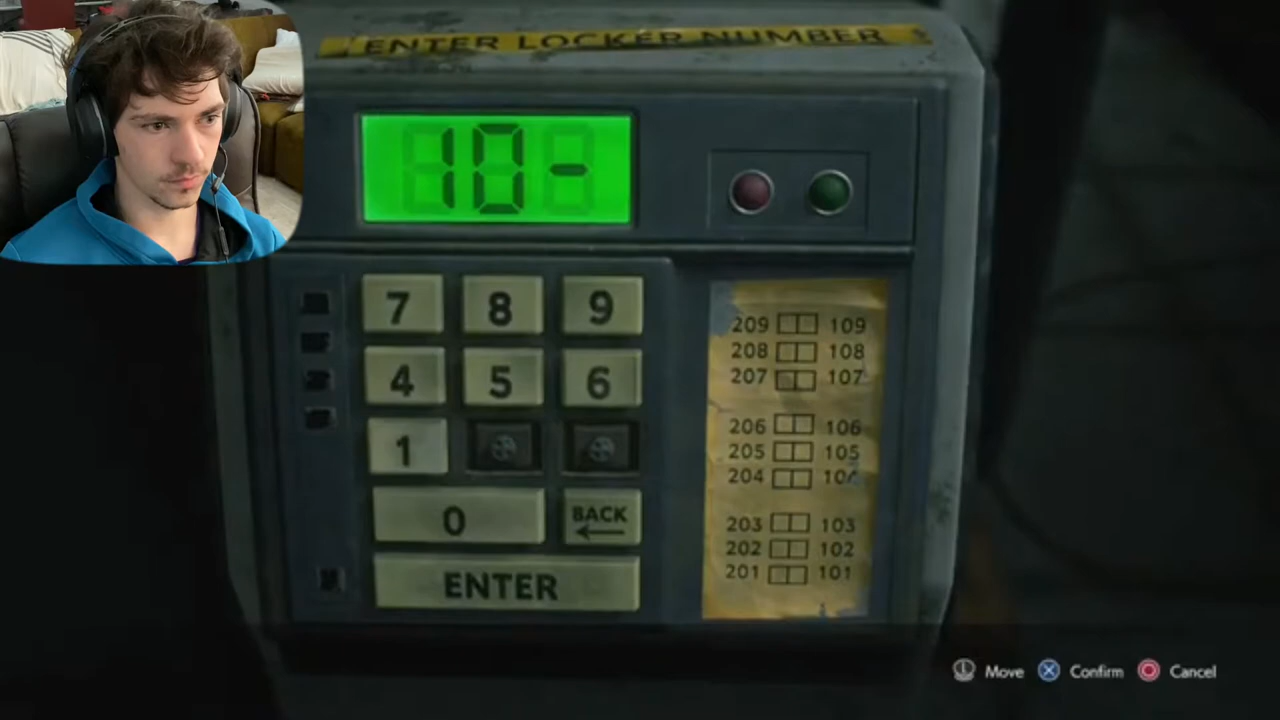 ENTER LOCKER NUMBER
10-
7 8 9
4 5 6
1
0 BACK
ENTER
209 109
208 108
207 107
206 106
205 105
204 104
203 103
202 102
201 101
Move Confirm Cancel